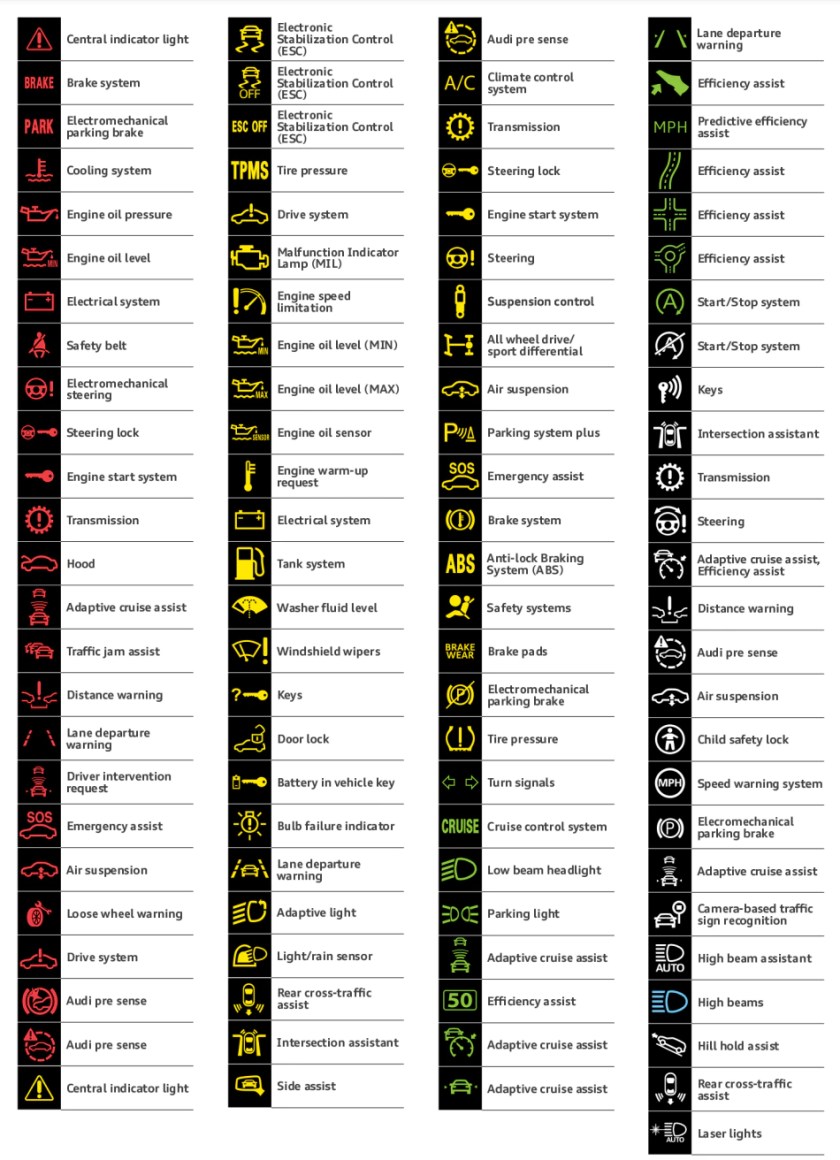 Central indicator light
BRAKE
Brake system
PARK
Electromechanical
parking brake
Cooling system
Engine oil pressure
MIN
Engine oil level
Electrical system
Safety belt
Electromechanical
steering
Steering lock
Engine start system
Transmission
Hood
Adaptive cruise assist
Traffic jam assist
Distance warning
Lane departure
warning
Driver intervention
request
SOS
Emergency assist
Air suspension
Loose wheel warning
Drive system
Audi pre sense
Audi pre sense
Central indicator light
Electronic
Stabilization Control
(ESC)
OFF
Electronic
Stabilization Control
(ESC)
ESC OFF
Electronic
Stabilization Control
(ESC)
TPMS
Tire pressure
Drive system
Malfunction Indicator
Lamp (MIL)
Engine speed
limitation
MIN
Engine oil level (MIN)
MAX
Engine oil level (MAX)
SENSOR
Engine oil sensor
Engine warm-up
request
Electrical system
Tank system
Washer fluid level
Windshield wipers
?
Keys
Door lock
Battery in vehicle key
Bulb failure indicator
Lane departure
warning
Adaptive light
Light/rain sensor
Rear cross-traffic
assist
Intersection assistant
Side assist
Audi pre sense
A/C
Climate control
system
Transmission
Steering lock
Engine start system
Steering
Suspension control
All wheel drive/
sport differential
Air suspension
P
Parking system plus
SOS
Emergency assist
Brake system
ABS
Anti-lock Braking
System (ABS)
Safety systems
BRAKE
WEAR
Brake pads
P
Electromechanical
parking brake
Tire pressure
Turn signals
CRUISE
Cruise control system
Low beam headlight
Parking light
Adaptive cruise assist
50
Efficiency assist
Adaptive cruise assist
Adaptive cruise assist
Lane departure
warning
Efficiency assist
MPH
Predictive efficiency
assist
Efficiency assist
Efficiency assist
Efficiency assist
A
Start/Stop system
A
Start/Stop system
Keys
Intersection assistant
Transmission
Steering
Adaptive cruise assist,
Efficiency assist
Distance warning
Audi pre sense
Air suspension
Child safety lock
MPH
Speed warning system
P
Elecromechanical
parking brake
Adaptive cruise assist
Camera-based traffic
sign recognition
AUTO
High beam assistant
High beams
Hill hold assist
Rear cross-traffic
assist
AUTO
Laser lights